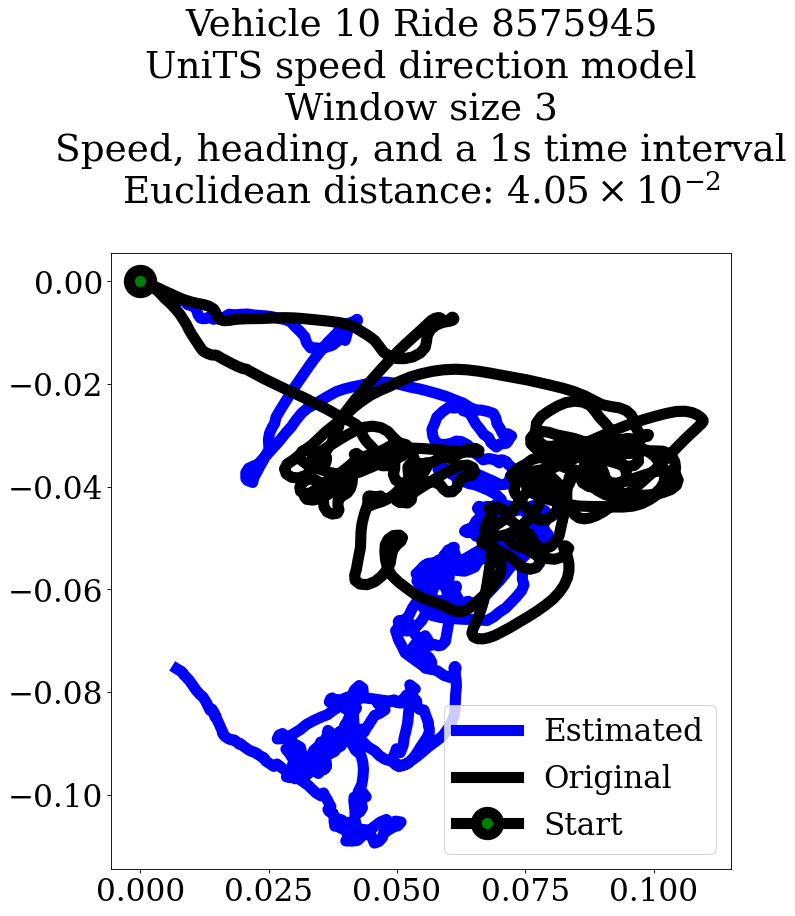 Vehicle 10 Ride 8575945
UniTS speed direction model
Window size 3
Speed, heading, and a 1s time interval
Euclidean distance: 4.05 × 10⁻²
0.00
−0.02
−0.04
−0.06
−0.08
−0.10
Estimated
Original
Start
0.000 0.025 0.050 0.075 0.100